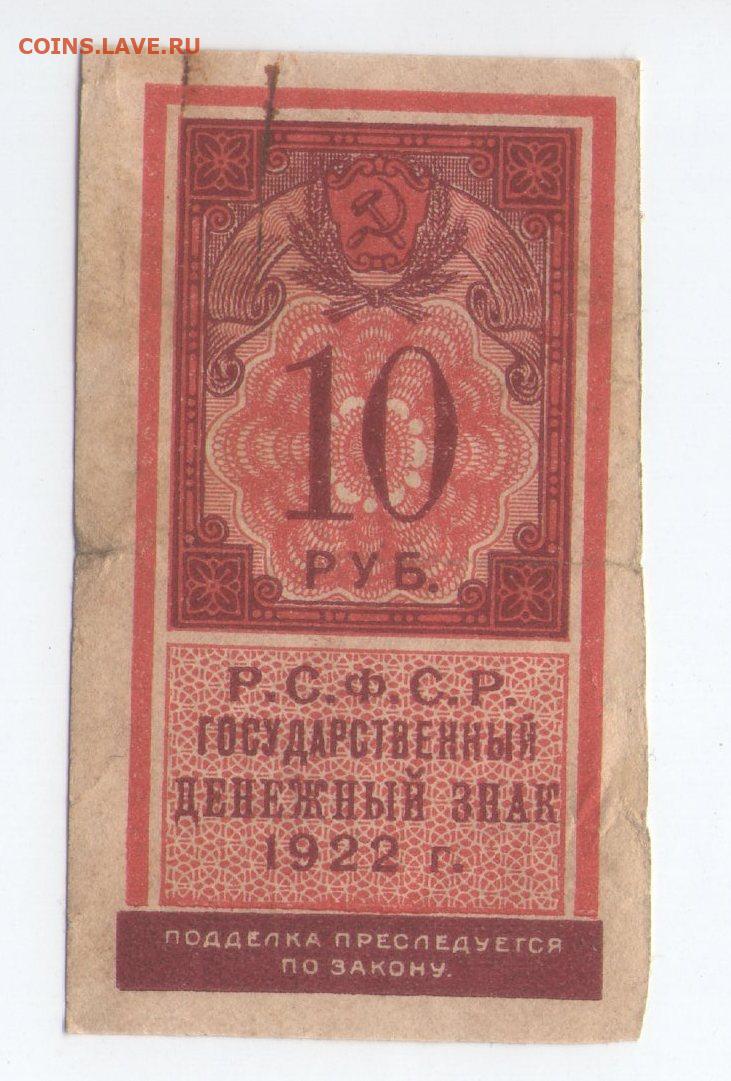 COINS.LAVE.RU
10
РУБ.
Р.С.Ф.С.Р.
ГОСУДАРСТВЕННЫЙ
ДЕНЕЖНЫЙ ЗНАК
1922 г.
ПОДДЕЛКА ПРЕСЛЕДУЕТСЯ
ПО ЗАКОНУ.